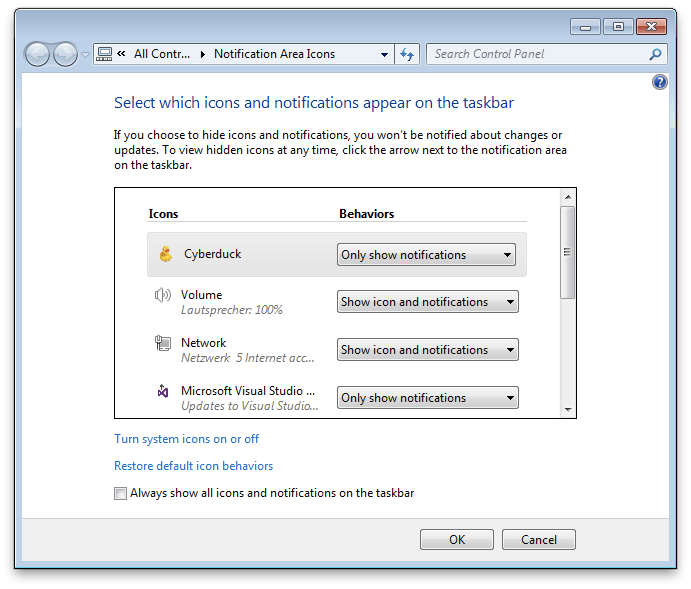 « All Contr... Notification Area Icons Search Control Panel
Select which icons and notifications appear on the taskbar
If you choose to hide icons and notifications, you won't be notified about changes or
updates. To view hidden icons at any time, click the arrow next to the notification area
on the taskbar.
Icons Behaviors
Cyberduck Only show notifications
Volume
Lautsprecher: 100%
Show icon and notifications
Network
Netzwerk 5 Internet acc...
Show icon and notifications
Microsoft Visual Studio ...
Updates to Visual Studio...
Only show notifications
Turn system icons on or off
Restore default icon behaviors
Always show all icons and notifications on the taskbar
OK Cancel